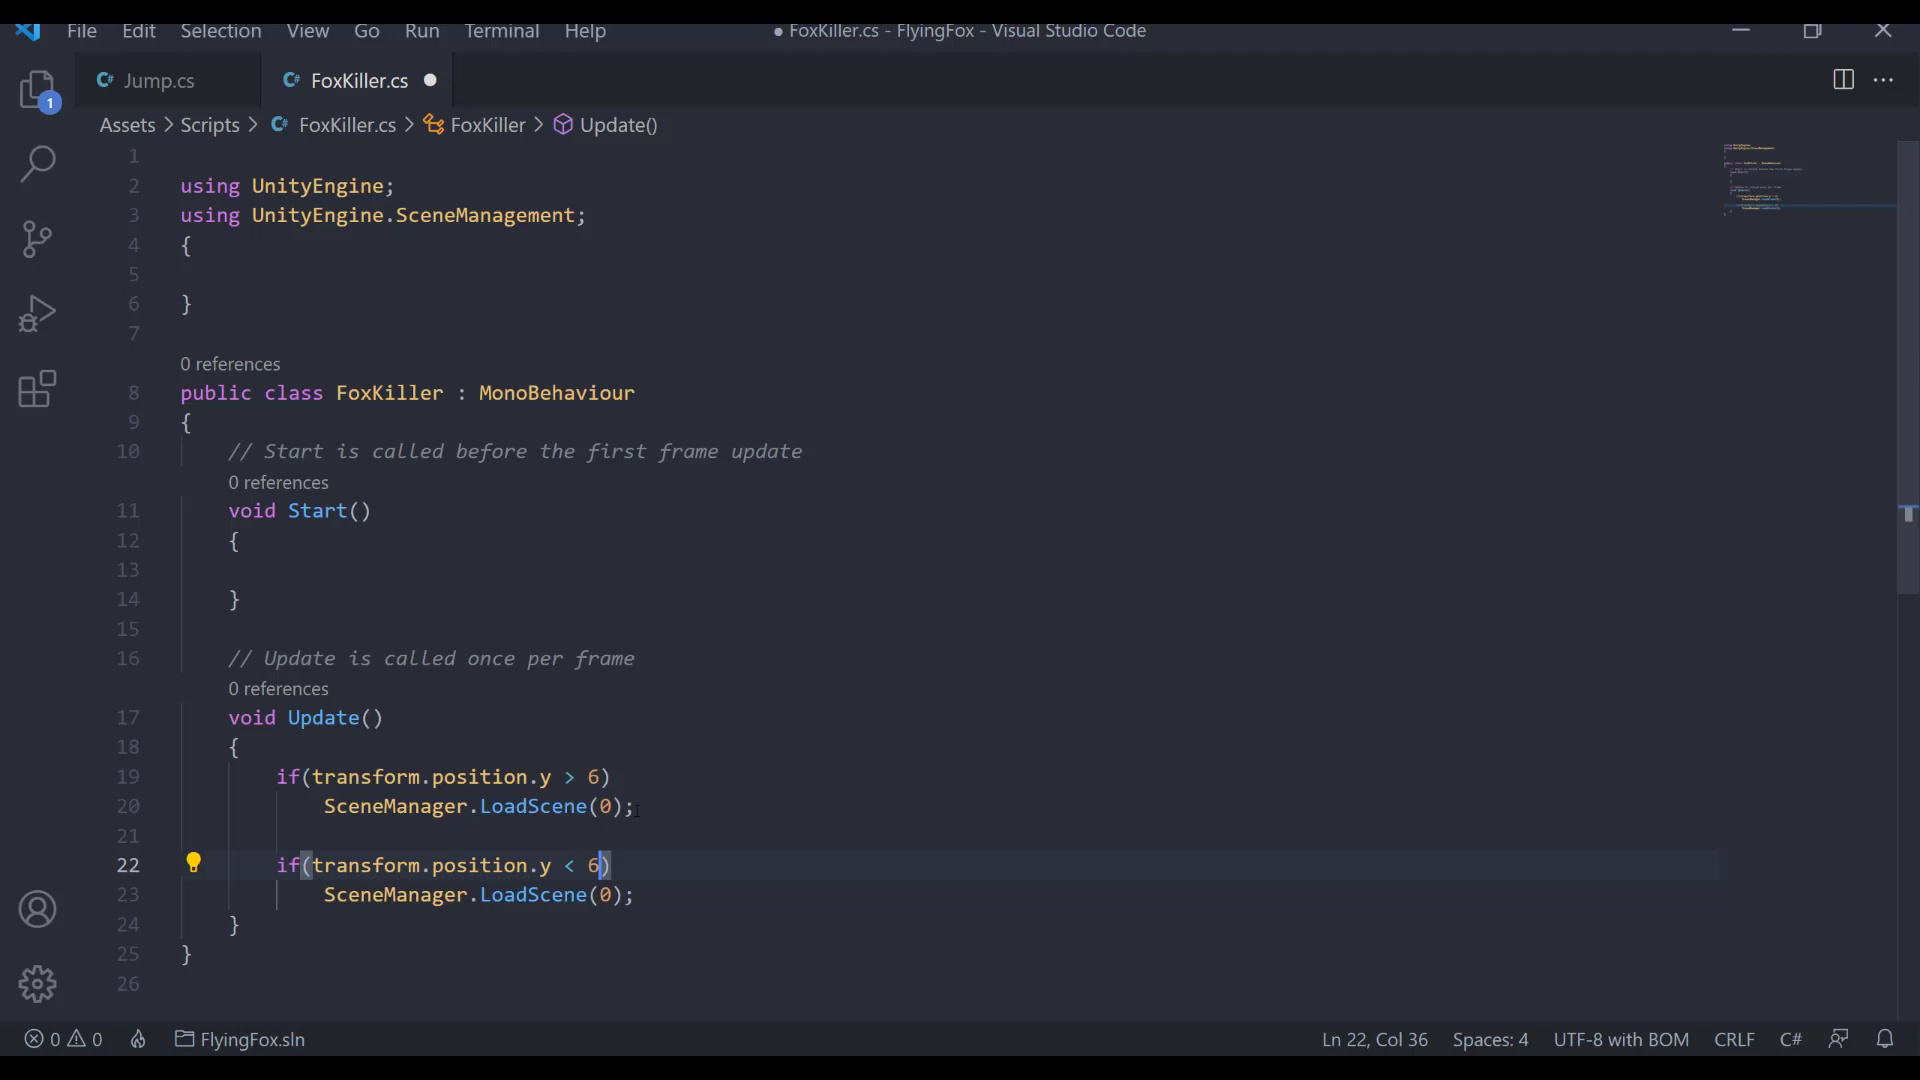 File Edit Selection View Go Run Terminal Help ● FoxKiller.cs - FlyingFox - Visual Studio Code
Jump.cs FoxKiller.cs ●
1
Assets > Scripts > FoxKiller.cs > FoxKiller > Update()
1
2 using UnityEngine;
3 using UnityEngine.SceneManagement;
4 {
5
6 }
7
0 references
8 public class FoxKiller : MonoBehaviour
9 {
10 // Start is called before the first frame update
0 references
11 void Start()
12 {
13
14 }
15
16 // Update is called once per frame
0 references
17 void Update()
18 {
19 if(transform.position.y > 6)
20 SceneManager.LoadScene(0);
21
22 if(transform.position.y < 6)
23 SceneManager.LoadScene(0);
24 }
25 }
26
0 0 FlyingFox.sln Ln 22, Col 36 Spaces: 4 UTF-8 with BOM CRLF C#